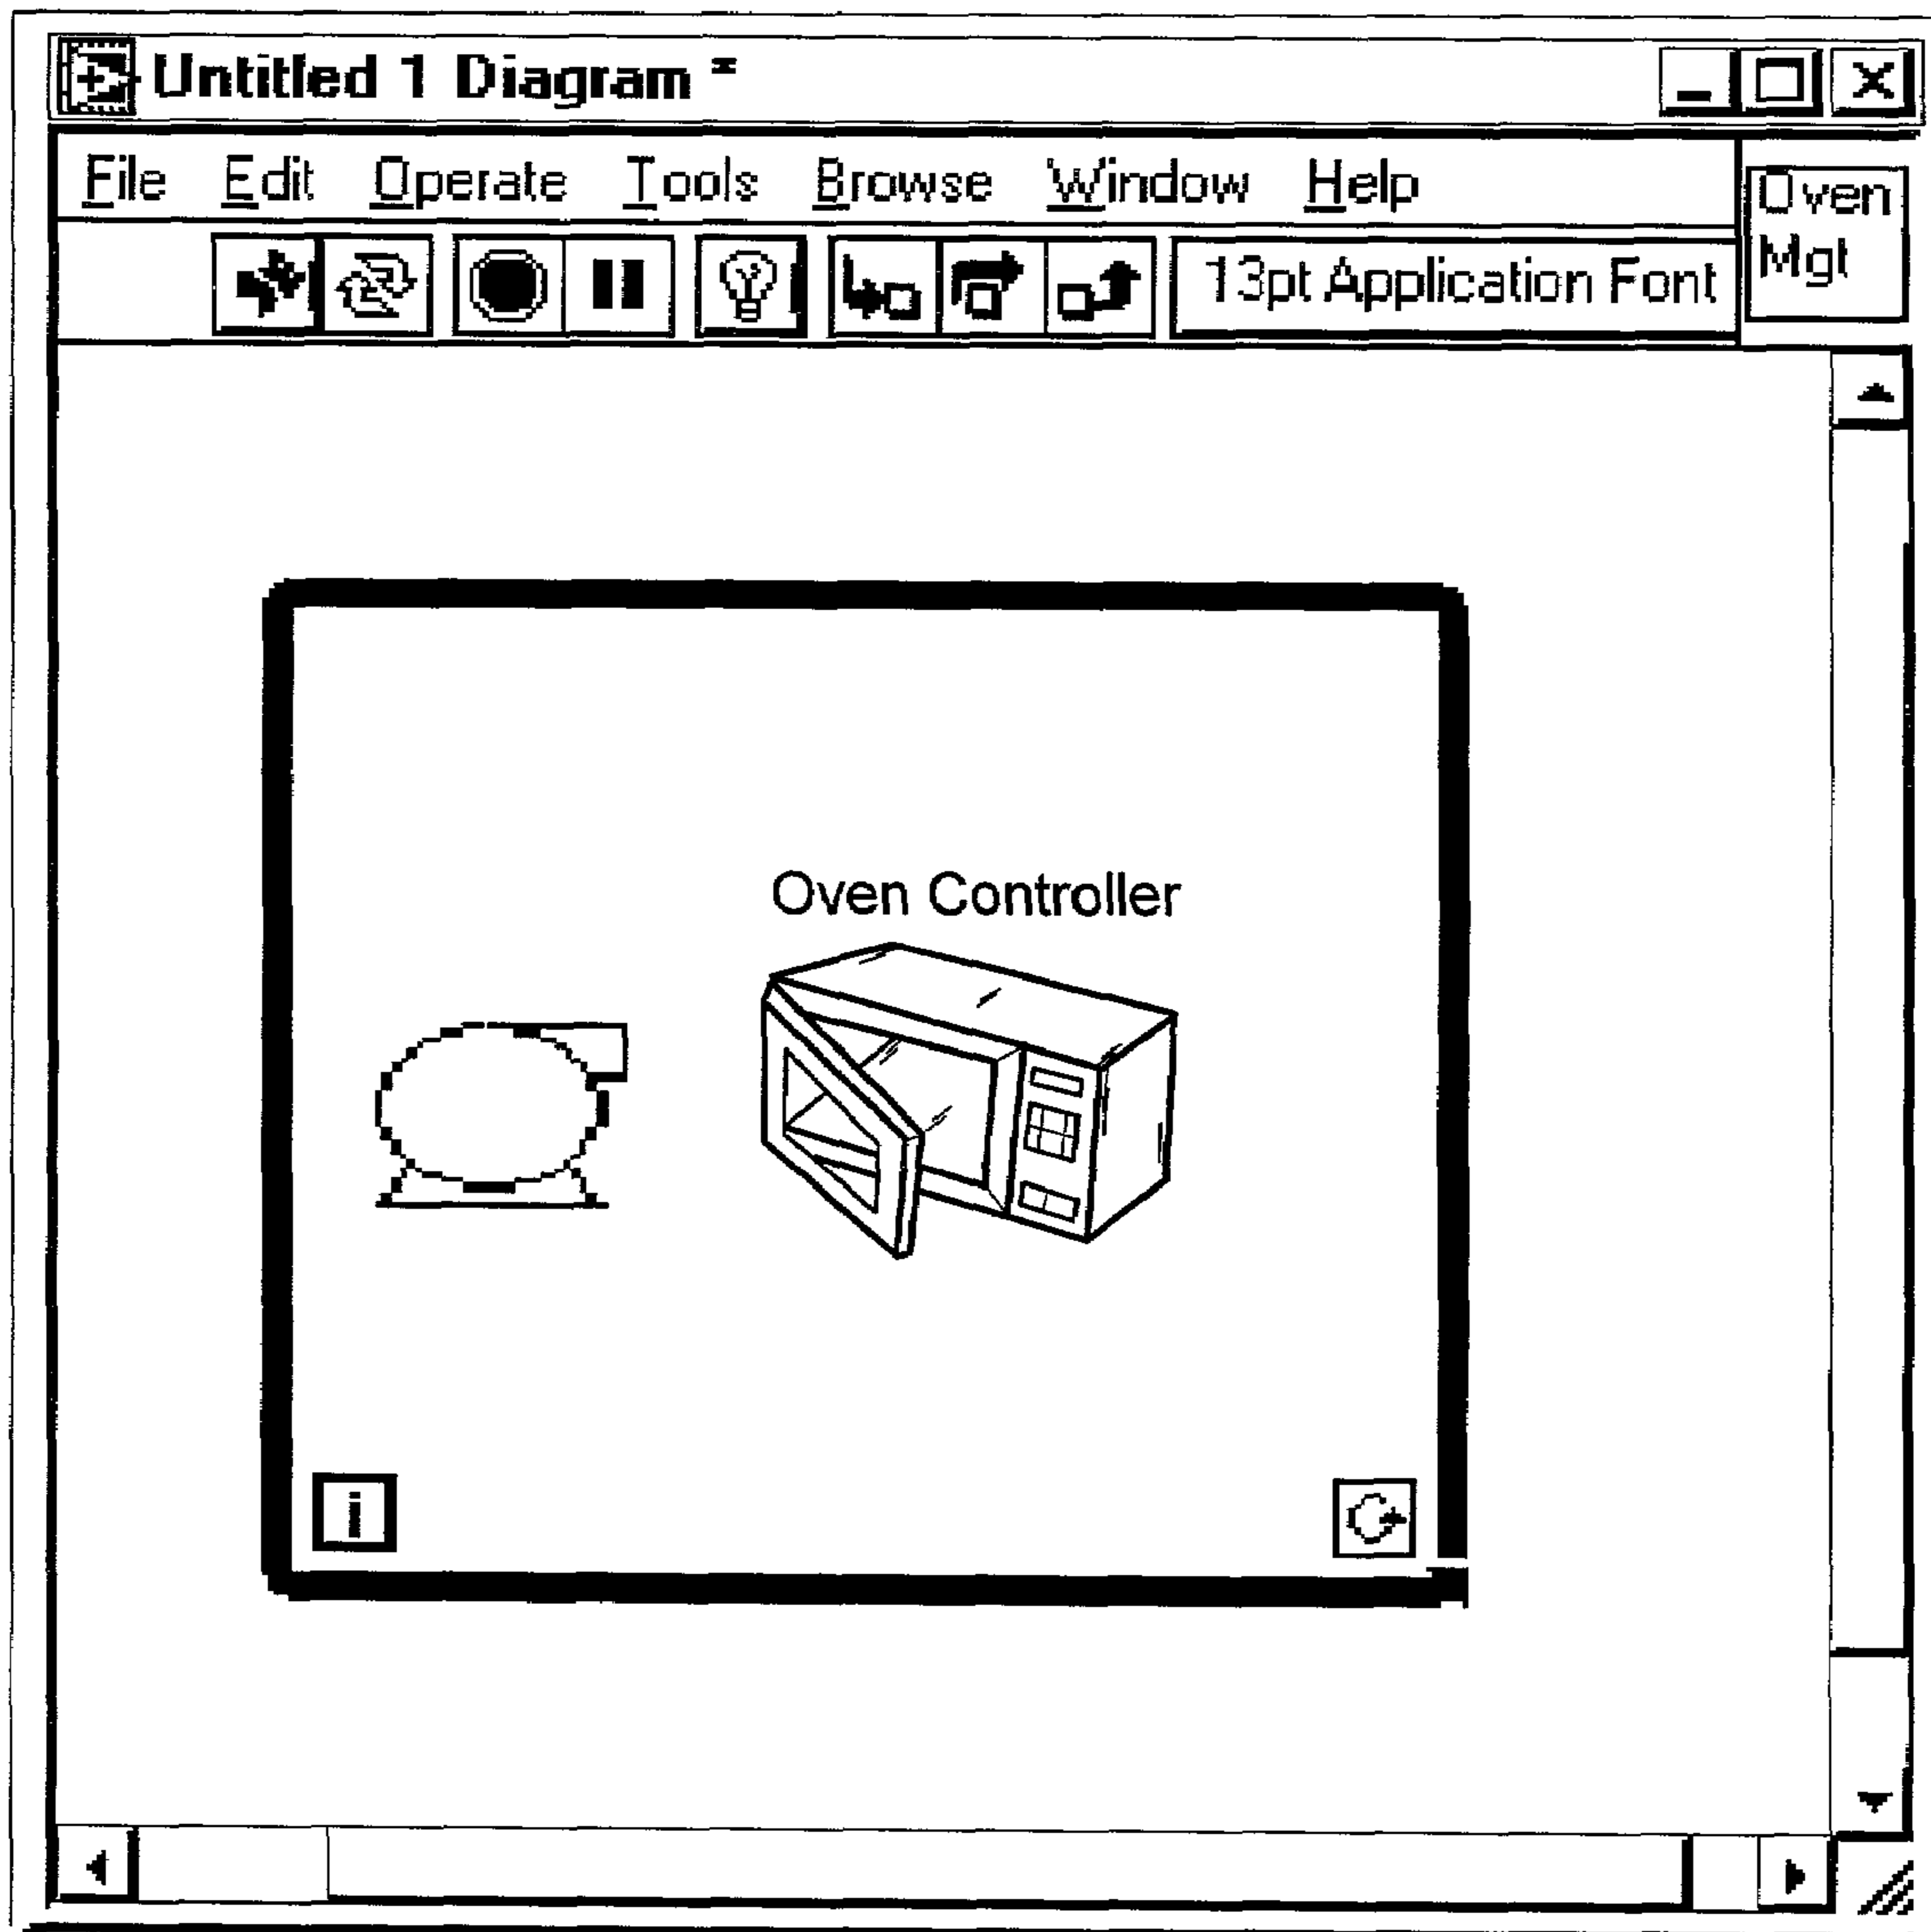 Untitled 1 Diagram *
File Edit Operate Tools Browse Window Help
Oven
Mgt
13pt Application Font
Oven Controller
i